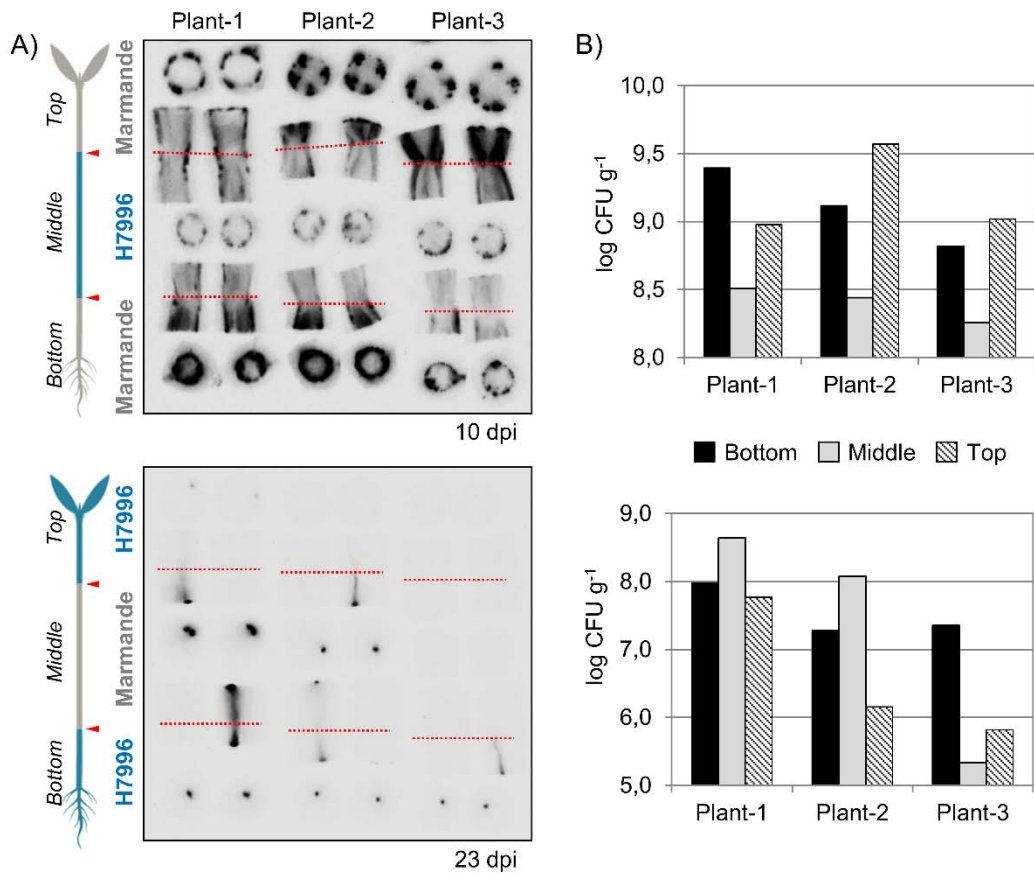 A)
Plant-1 Plant-2 Plant-3
Top
Middle
Bottom
Marmande
H7996
Marmande
10 dpi
Top
Middle
Bottom
H7996
Marmande
H7996
23 dpi
B)
log CFU g⁻¹
10,0
9.5
9.0
8,5
8,0
Plant-1 Plant-2 Plant-3
Bottom Middle Top
log CFU g⁻¹
9,0
8,0
7,0
6,0
5,0
Plant-1 Plant-2 Plant-3